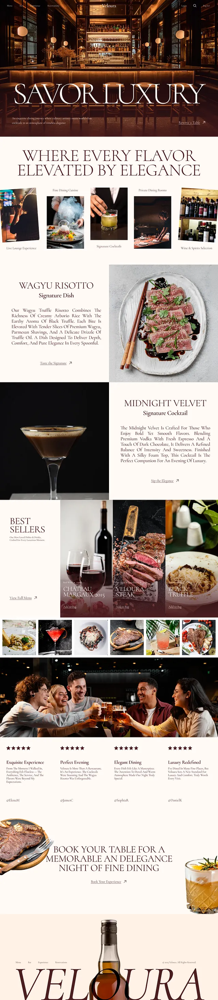 Menu Bar Experience Reservations Veloura Login Bag (0)
SAVOR LUXURY
An exquisite dining journey where culinary artistry meets world-class
cocktails in an atmosphere of timeless elegance
Reserve a Table
WHERE EVERY FLAVOR
ELEVATED BY ELEGANCE
Fine Dining Cuisine
Private Dining Rooms
Live Lounge Experience
Signature Cocktails
Wine & Spirits Selection
WAGYU RISOTTO
Signature Dish
Our Wagyu Truffle Risotto Combines The
Richness Of Creamy Arborio Rice With The
Earthy Aroma Of Black Truffle. Each Bite Is
Elevated With Tender Slices Of Premium Wagyu,
Parmesan Shavings, And A Delicate Drizzle Of
Truffle Oil. A Dish Designed To Deliver Depth,
Comfort, And Pure Elegance In Every Spoonful.
Taste the Signature
MIDNIGHT VELVET
Signature Cocktail
The Midnight Velvet Is Crafted For Those Who
Enjoy Bold Yet Smooth Flavors. Blending
Premium Vodka With Fresh Espresso And A
Touch Of Dark Chocolate, It Delivers A Refined
Balance Of Intensity And Sweetness. Finished
With A Silky Foam Top, This Cocktail Is The
Perfect Companion For An Evening Of Luxury.
Sip the Elegance
BEST
SELLERS
Our Most Loved Dishes & Drinks,
Crafted For Every Luxurious Moment.
View Full Menu
Red Wine
CHÂTEAU
MARGAUX 2015
Add to Bag
VELOURA
STEAK
Add to Bag
BLACK
TRUFFLE
Add to Bag
Exquisite Experience
From The Moment I Walked In,
Everything Felt Flawless — The
Ambience, The Service, And The
Flavors Were Beyond My
Expectations.
@ElenaM
Perfect Evening
Veloura Is More Than A Restaurant;
It's An Experience. The Cocktails
Were Stunning And The Wagyu
Risotto Was Unforgettable.
@JamesC
Elegant Dining
Every Dish Felt Like A Masterpiece.
The Attention To Detail And Warm
Atmosphere Made Our Night Truly
Special.
@SophiaR
Luxury Redefined
I've Dined In Many Fine Places, But
Veloura Sets A New Standard For
Luxury And Comfort. Truly Worth
Every Visit.
@DanielK
BOOK YOUR TABLE FOR A
MEMORABLE AN DELEGANCE
NIGHT OF FINE DINING
Book Your Experience
Menu Bar Experience Reservations
© 2025 Veloura. All Rights Reserved.
VELOURA